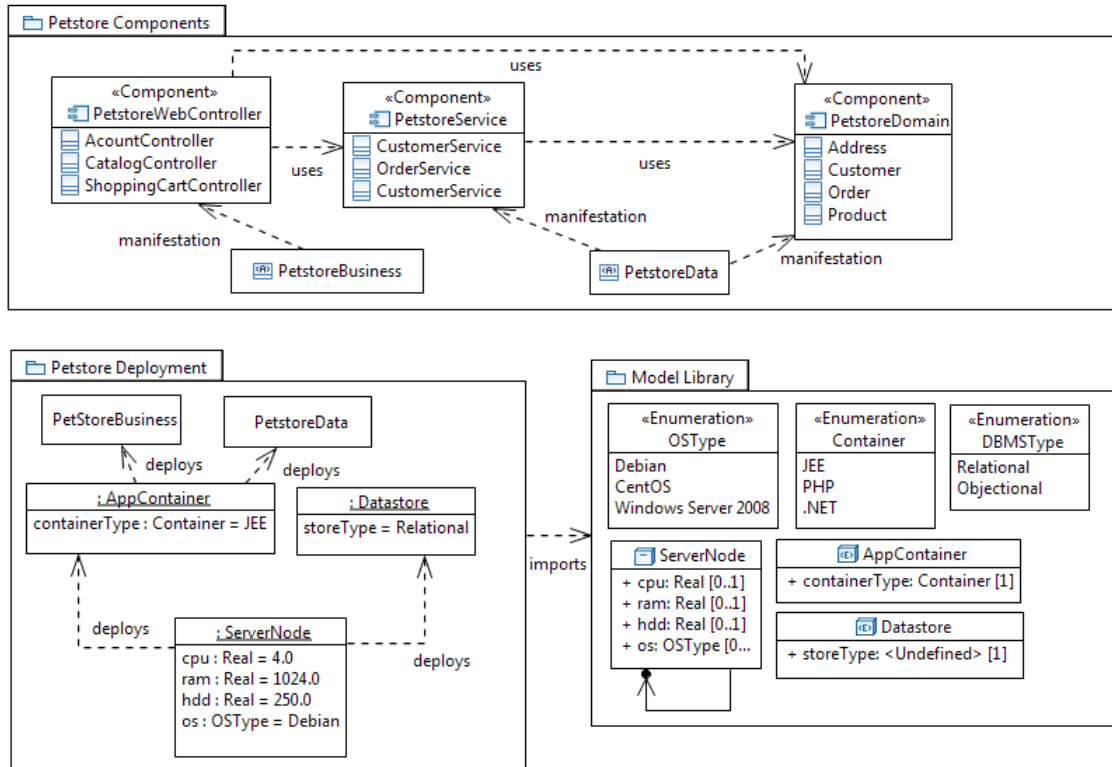 Petstore Components
uses
«Component»
PetstoreWebController
AcountController
CatalogController
ShoppingCartController
uses
«Component»
PetstoreService
CustomerService
OrderService
CustomerService
uses
«Component»
PetstoreDomain
Address
Customer
Order
Product
manifestation
manifestation
manifestation
PetstoreBusiness
PetstoreData
Petstore Deployment
PetStoreBusiness
PetstoreData
deploys
deploys
: AppContainer
containerType : Container = JEE
: Datastore
storeType = Relational
deploys
deploys
: ServerNode
cpu : Real = 4.0
ram : Real = 1024.0
hdd : Real = 250.0
os : OSType = Debian
imports
Model Library
«Enumeration»
OSType
Debian
CentOS
Windows Server 2008
«Enumeration»
Container
JEE
PHP
.NET
«Enumeration»
DBMSType
Relational
Objectional
ServerNode
+ cpu: Real [0..1]
+ ram: Real [0..1]
+ hdd: Real [0..1]
+ os: OSType [0...
<E> AppContainer
+ containerType: Container [1]
<E> Datastore
+ storeType: <Undefined> [1]